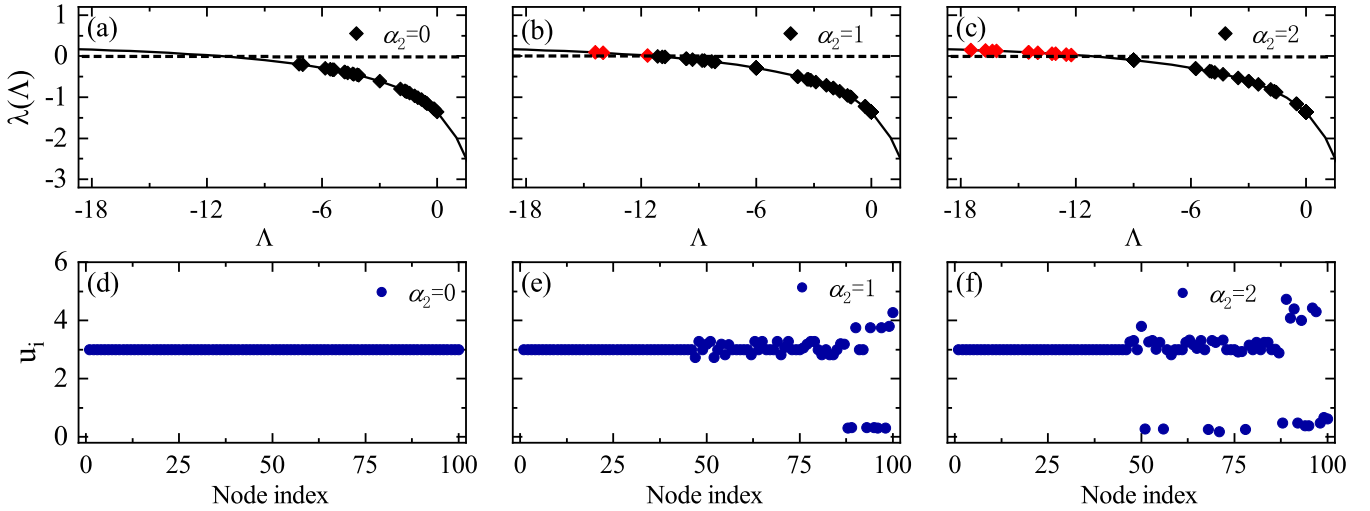 (a) α₂=0
(b) α₂=1
(c) α₂=2
λ(Λ)
1
0
-1
-2
-3
-18 -12 -6 0
-18 -12 -6 0
-18 -12 -6 0
Λ
Λ
Λ
(d) α₂=0
(e) α₂=1
(f) α₂=2
uᵢ
6
4
2
0
0 25 50 75 100
0 25 50 75 100
0 25 50 75 100
Node index
Node index
Node index